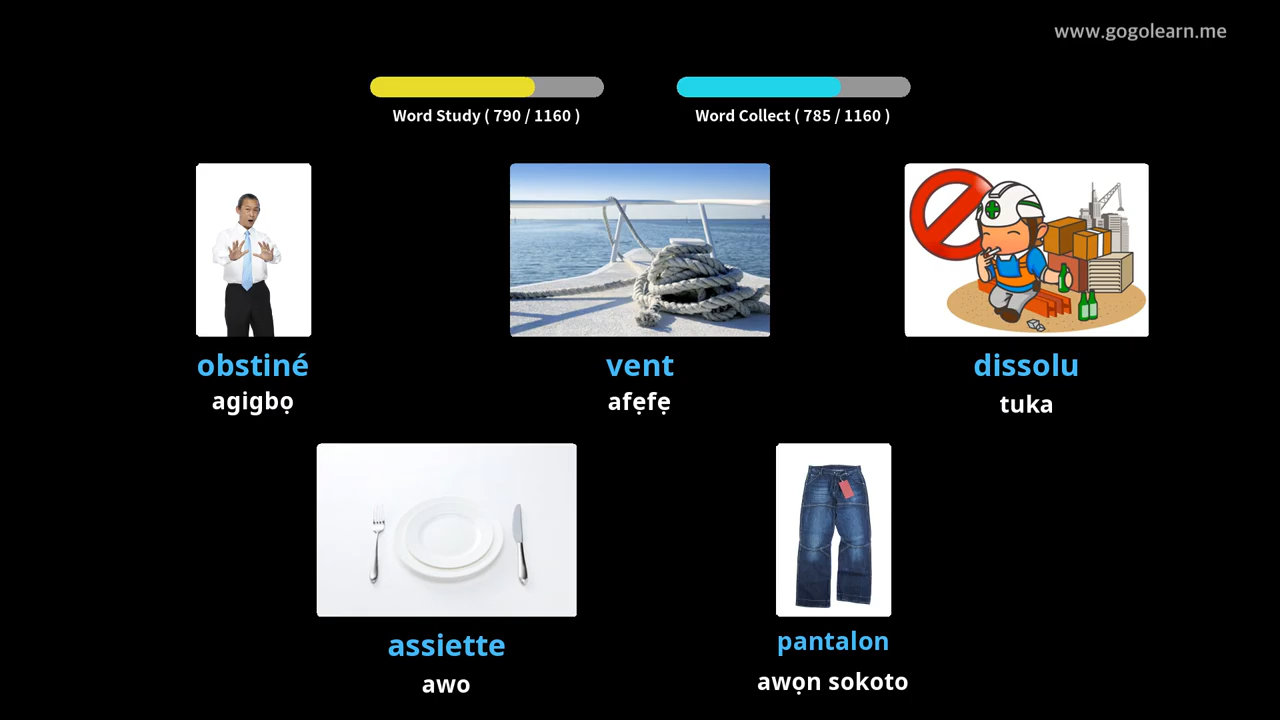 www.gogolearn.me
Word Study ( 790 / 1160 )
Word Collect ( 785 / 1160 )
obstiné
agigbọ
vent
afẹfẹ
dissolu
tuka
assiette
awo
pantalon
awọn sokoto